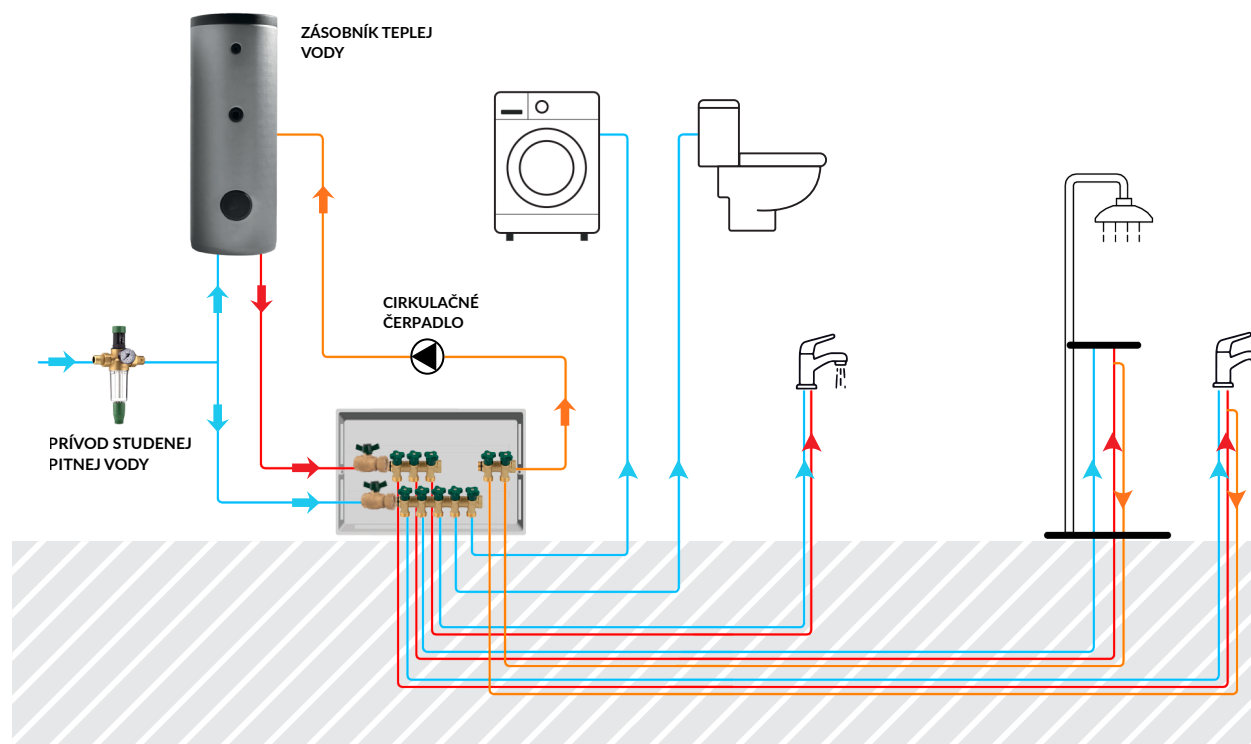 ZÁSOBNÍK TEPLEJ
VODY
CIRKULAČNÉ
ČERPADLO
PRÍVOD STUDENEJ
PITNEJ VODY